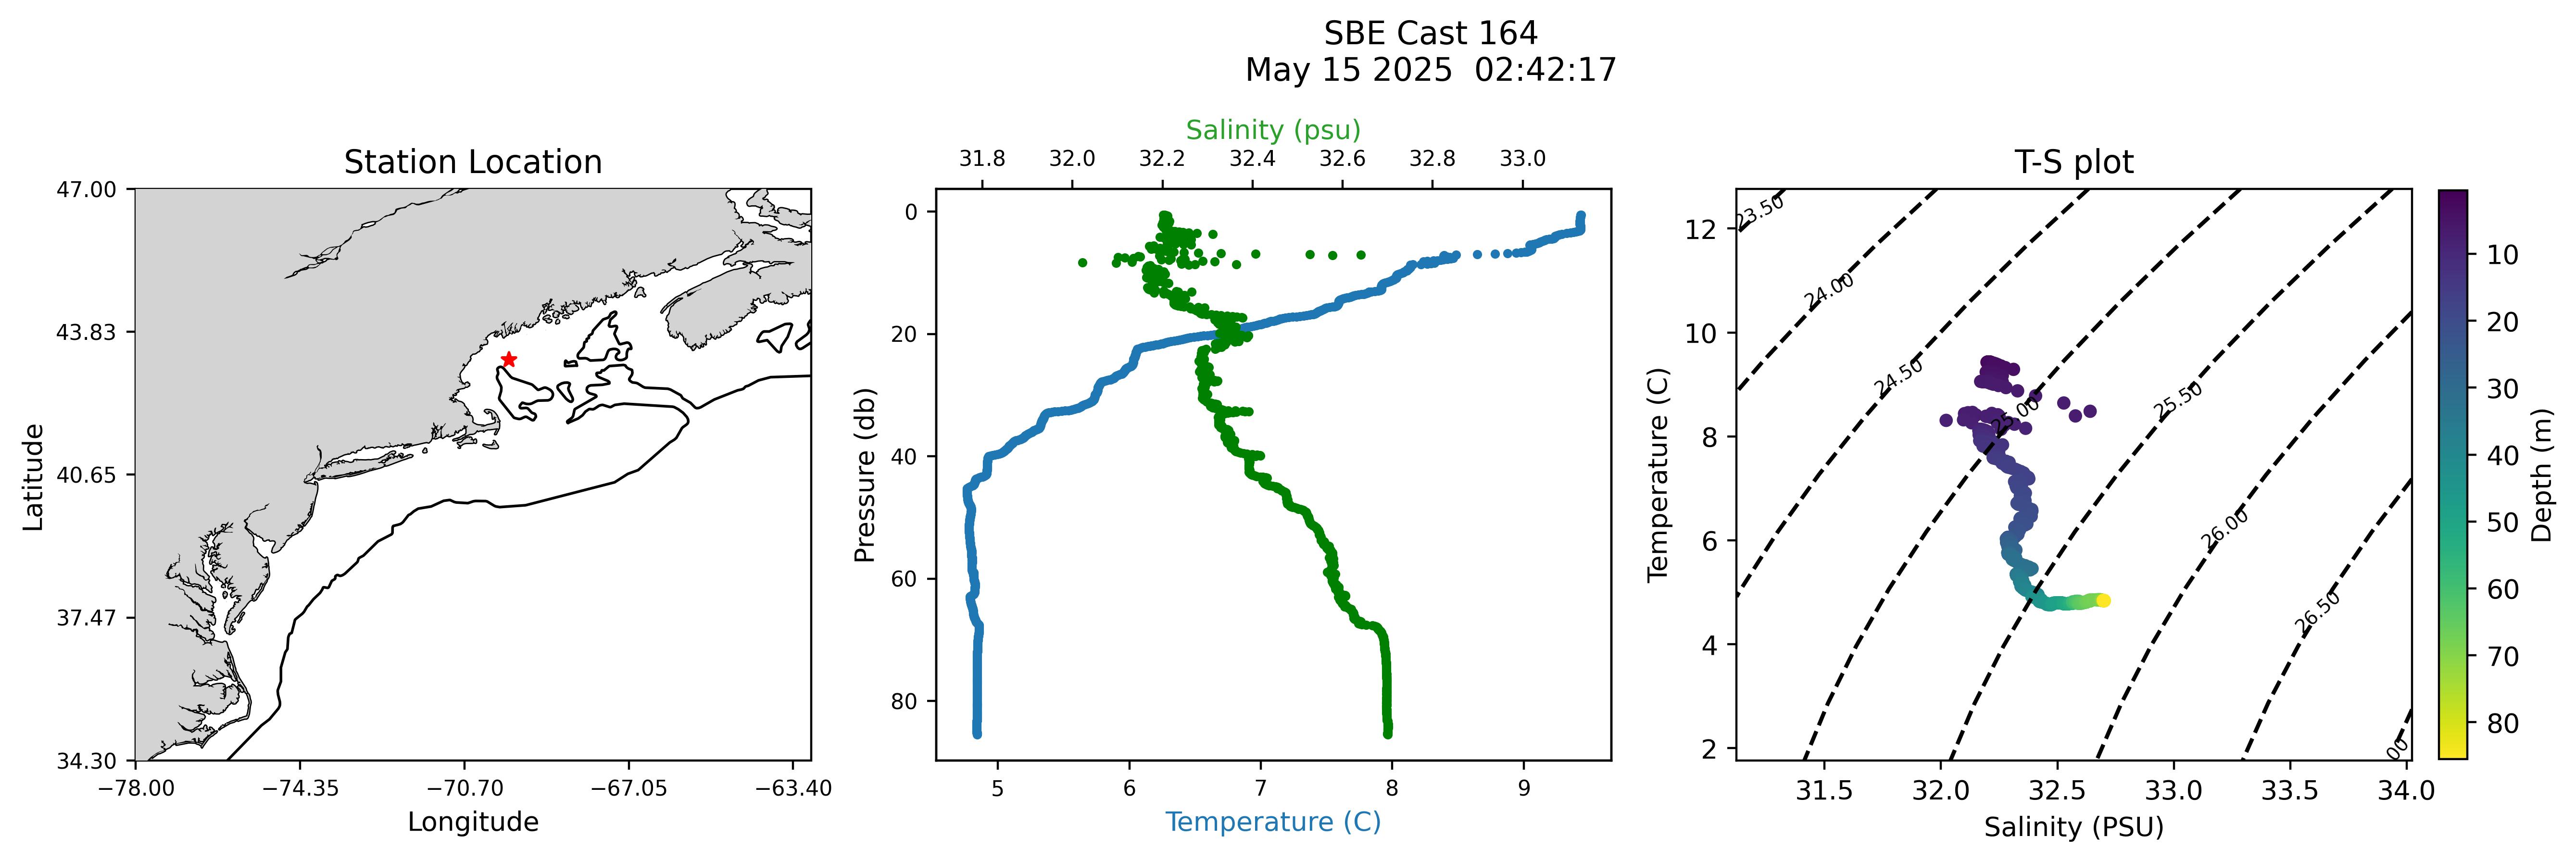 SBE Cast 164
May 15 2025  02:42:17
Station Location
47.00
43.83
40.65
37.47
34.30
Latitude
−78.00 −74.35 −70.70 −67.05 −63.40
Longitude
Salinity (psu)
31.8 32.0 32.2 32.4 32.6 32.8 33.0
0
20
40
60
80
Pressure (db)
5 6 7 8 9
Temperature (C)
T-S plot
12
10
8
6
4
2
Temperature (C)
23.50
24.00
24.50
25.00
25.50
26.00
26.50
00
31.5 32.0 32.5 33.0 33.5 34.0
Salinity (PSU)
10
20
30
40
50
60
70
80
Depth (m)